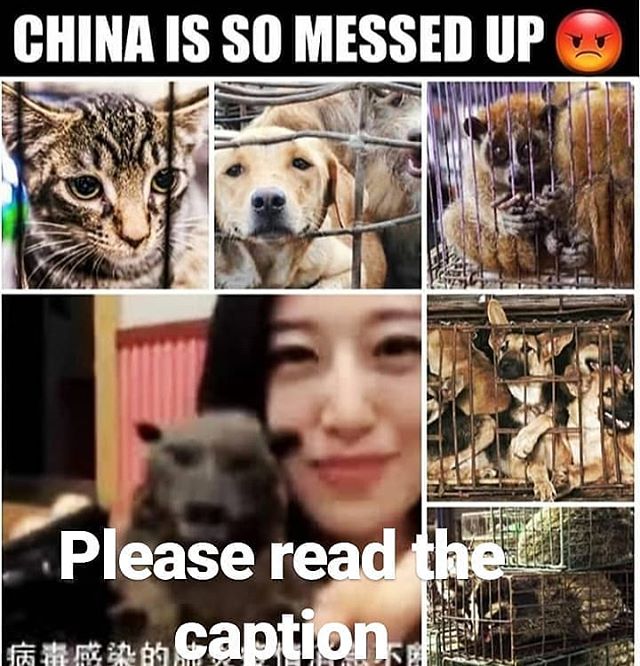 CHINA IS SO MESSED UP
Please read the
caption
病毒感染的